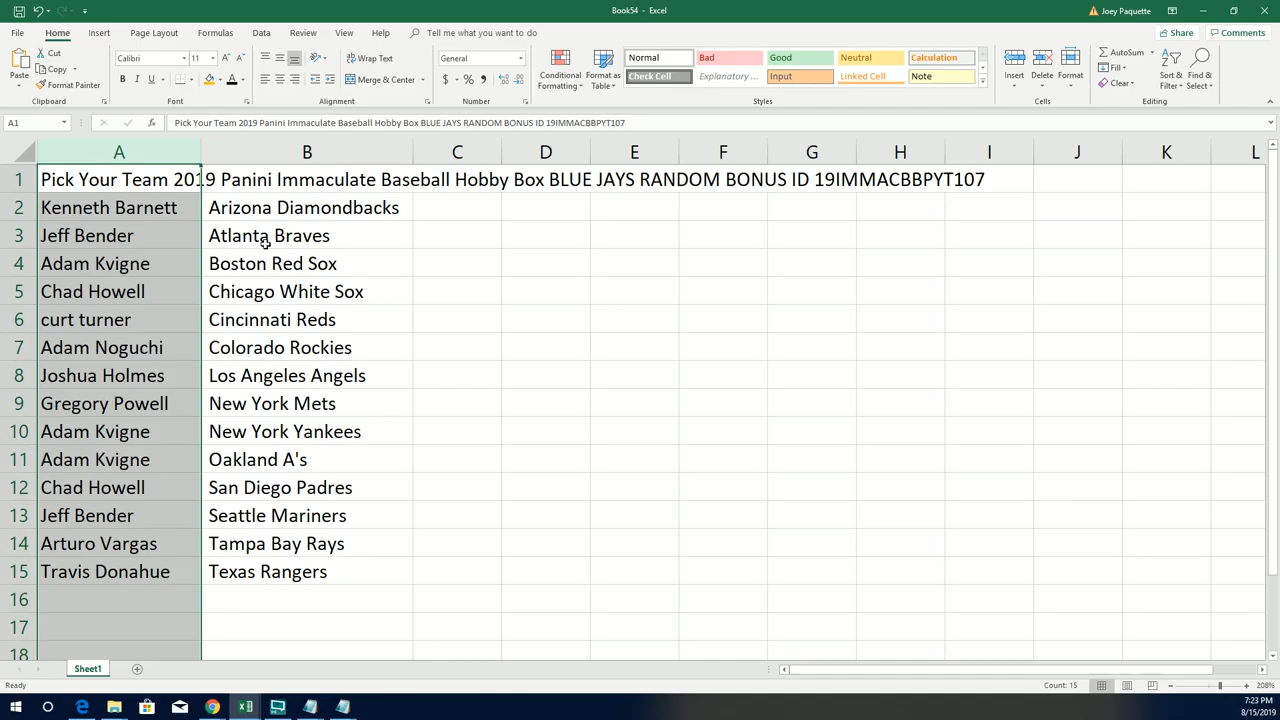 Book54 - Excel
Joey Paquette
File Home Insert Draw Page Layout Formulas Data Review View Help Tell me what you want to do
Share Comments
Paste Cut Copy Format Painter Clipboard
Calibri 11 B I U A Font
Wrap Text Merge & Center Alignment
General $ % , Number
Conditional Formatting Format as Table
Normal Bad Good Neutral Calculation
Check Cell Explanatory ... Input Linked Cell Note
Styles
Insert Delete Format Cells
AutoSum Fill Clear Sort & Filter Find & Select Editing
A1 fx Pick Your Team 2019 Panini Immaculate Baseball Hobby Box BLUE JAYS RANDOM BONUS ID 19IMMACBBPYT107
A B C D E F G H I J K L
1 Pick Your Team 2019 Panini Immaculate Baseball Hobby Box BLUE JAYS RANDOM BONUS ID 19IMMACBBPYT107
2 Kenneth Barnett Arizona Diamondbacks
3 Jeff Bender Atlanta Braves
4 Adam Kvigne Boston Red Sox
5 Chad Howell Chicago White Sox
6 curt turner Cincinnati Reds
7 Adam Noguchi Colorado Rockies
8 Joshua Holmes Los Angeles Angels
9 Gregory Powell New York Mets
10 Adam Kvigne New York Yankees
11 Adam Kvigne Oakland A's
12 Chad Howell San Diego Padres
13 Jeff Bender Seattle Mariners
14 Arturo Vargas Tampa Bay Rays
15 Travis Donahue Texas Rangers
16
17
18
Sheet1
Ready Count: 15 208%
7:23 PM
8/15/2019